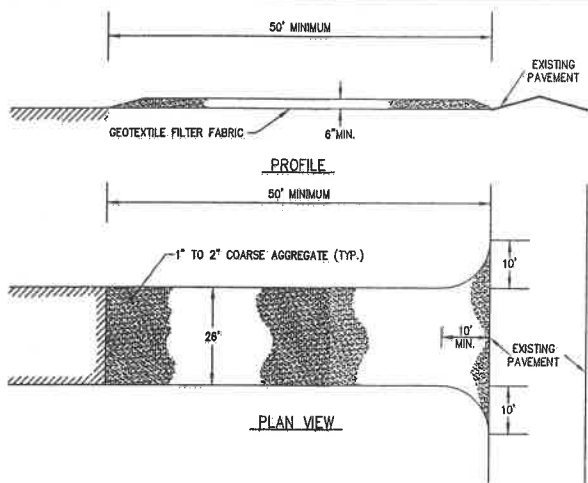 50' MINIMUM
EXISTING
PAVEMENT
GEOTEXTILE FILTER FABRIC
6"MIN.
PROFILE
50' MINIMUM
1" TO 2" COARSE AGGREGATE (TYP.)
10'
26'
10'
MIN.
EXISTING
PAVEMENT
10'
PLAN VIEW